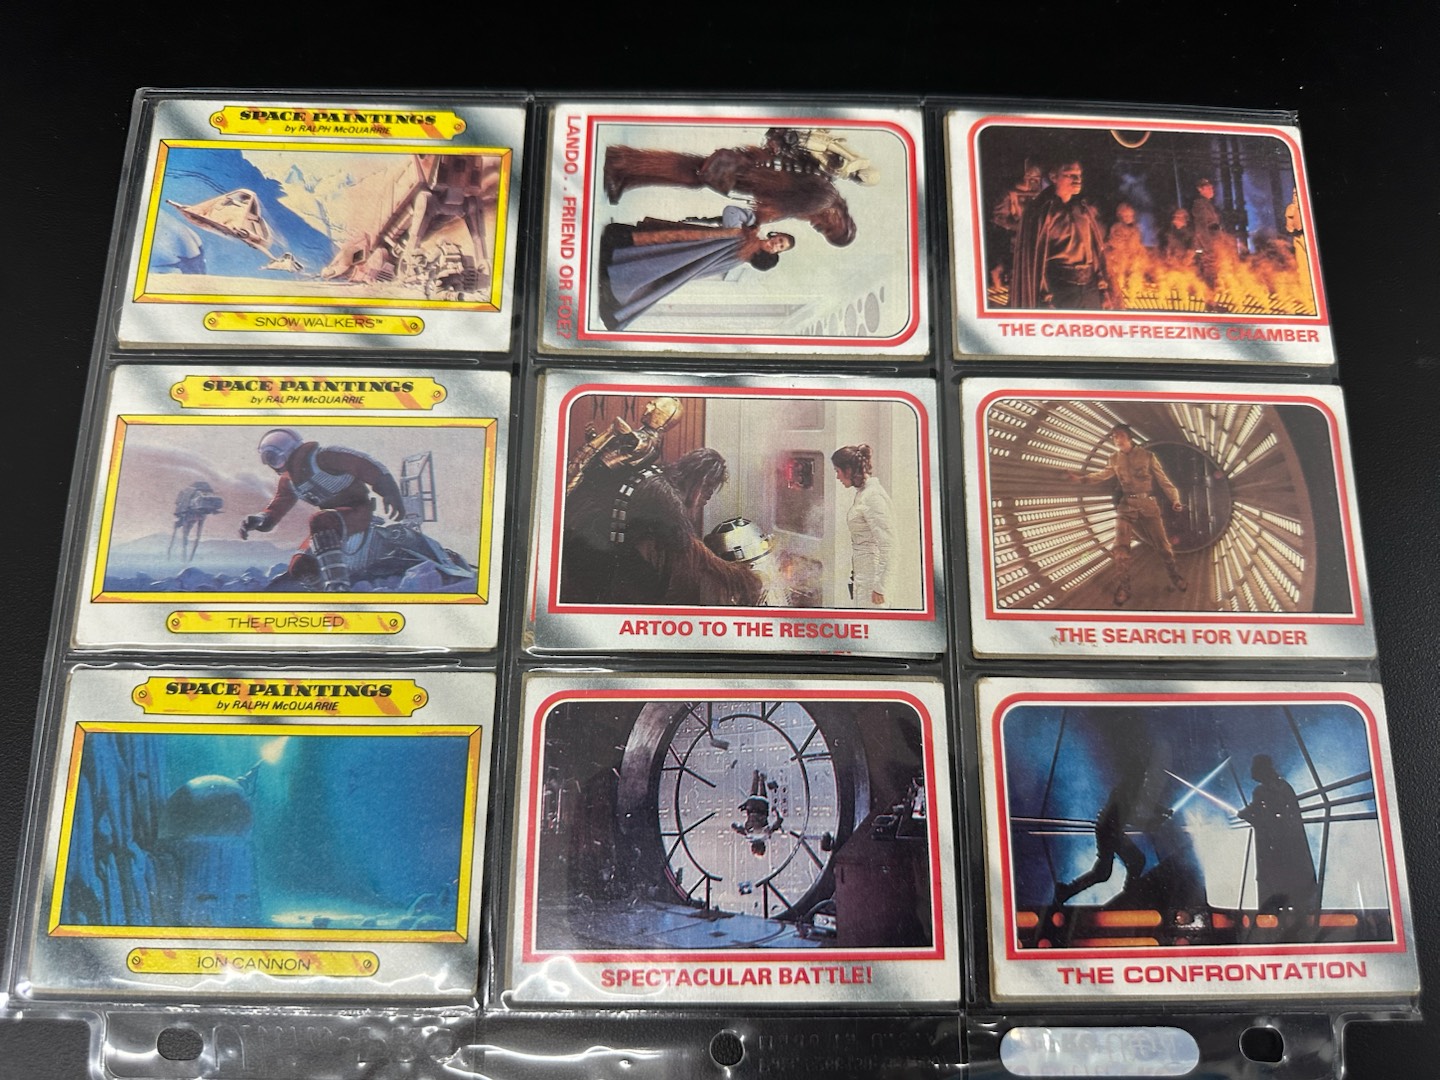 SPACE PAINTINGS
by RALPH McQUARRIE
SNOW WALKERS™
LANDO..FRIEND OR FOE?
THE CARBON-FREEZING CHAMBER
SPACE PAINTINGS
by RALPH McQUARRIE
THE PURSUED
ARTOO TO THE RESCUE!
THE SEARCH FOR VADER
SPACE PAINTINGS
by RALPH McQUARRIE
ION CANNON
SPECTACULAR BATTLE!
THE CONFRONTATION